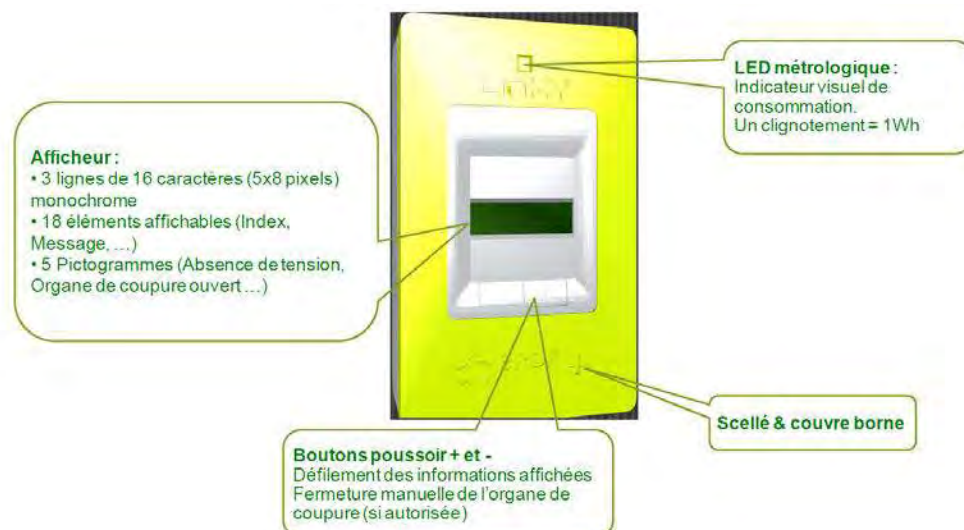 LED métrologique :
Indicateur visuel de
consommation.
Un clignotement = 1Wh
Linky
Afficheur :
• 3 lignes de 16 caractères (5x8 pixels)
monochrome
• 18 éléments affichables (Index,
Message, ...)
• 5 Pictogrammes (Absence de tension,
Organe de coupure ouvert ...)
Scellé & couvre borne
Boutons poussoir + et -
Défilement des informations affichées
Fermeture manuelle de l'organe de
coupure (si autorisée)